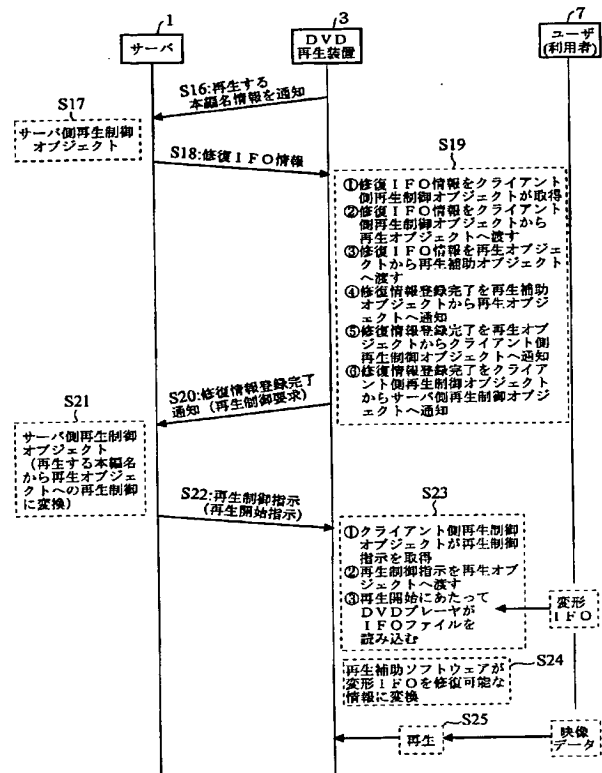 1
サーバ
3
DVD
再生装置
7
ユーザ
(利用者)
S16:再生する
本編名情報を通知
S17
サーバ側再生制御
オブジェクト
S18:修復IFO情報
S19
①修復IFO情報をクライアント
側再生制御オブジェクトが取得
②修復IFO情報をクライアント
側再生制御オブジェクトから
再生オブジェクトへ渡す
③修復IFO情報を再生オブジェ
クトから再生補助オブジェクト
へ渡す
④修復情報登録完了を再生補助
オブジェクトから再生オブジ
ェクトへ通知
⑤修復情報登録完了を再生オブ
ジェクトからクライアント側
再生制御オブジェクトへ通知
⑥修復情報登録完了をクライア
ント側再生制御オブジェクト
からサーバ側再生制御オブジ
ェクトへ通知
S20:修復情報登録完了
通知(再生制御要求)
S21
サーバ側再生制御
オブジェクト
(再生する本編名
から再生オブジェ
クトへの再生制御
に変換)
S22:再生制御指示
(再生開始指示)
S23
①クライアント側再生制御
オブジェクトが再生制御
指示を取得
②再生制御指示を再生オブ
ジェクトへ渡す
③再生開始にあたって
DVDプレーヤが
IFOファイルを
読み込む
変形
IFO
S24
再生補助ソフトウェアが
変形IFOを修復可能な
情報に変換
S25
再生
映像
データ